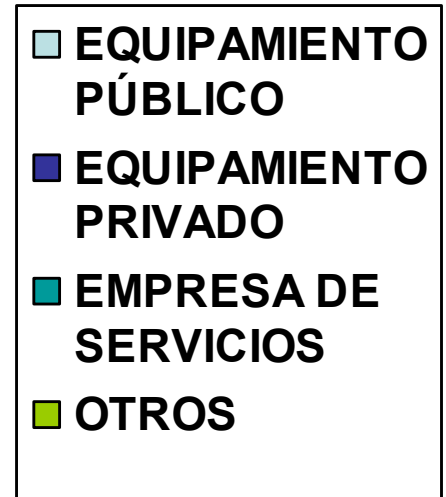 EQUIPAMIENTO
PÚBLICO
EQUIPAMIENTO
PRIVADO
EMPRESA DE
SERVICIOS
OTROS